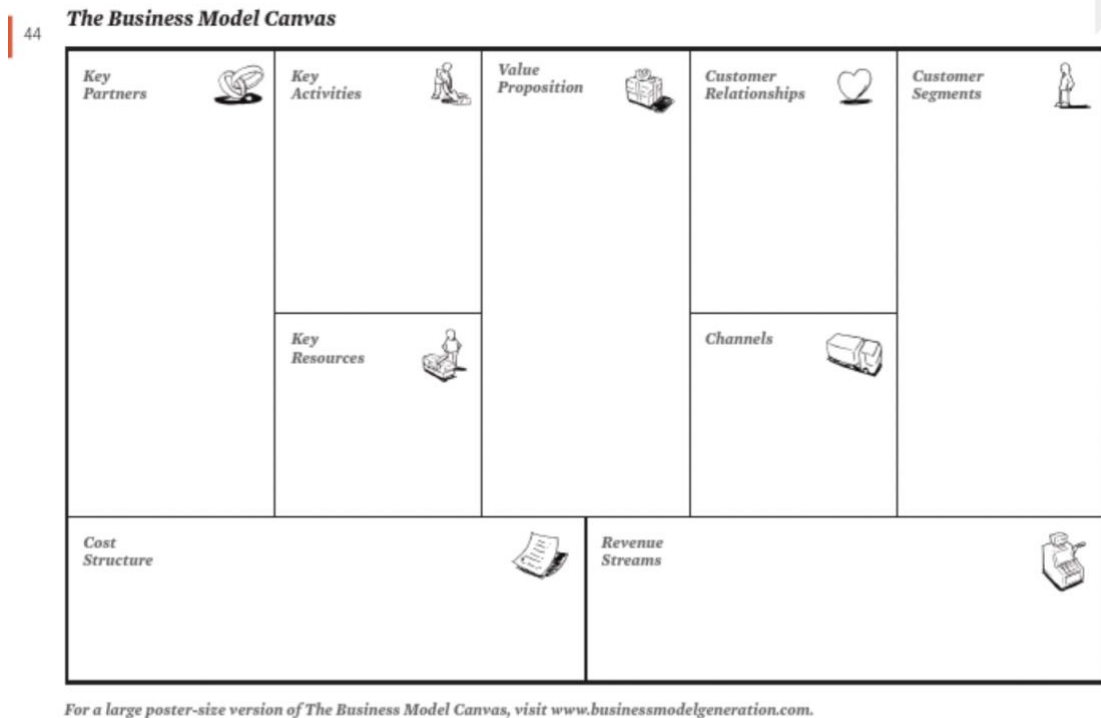 The Business Model Canvas
44
Key
Partners
Key
Activities
Value
Proposition
Customer
Relationships
Customer
Segments
Key
Resources
Channels
Cost
Structure
Revenue
Streams
For a large poster-size version of The Business Model Canvas, visit www.businessmodelgeneration.com.